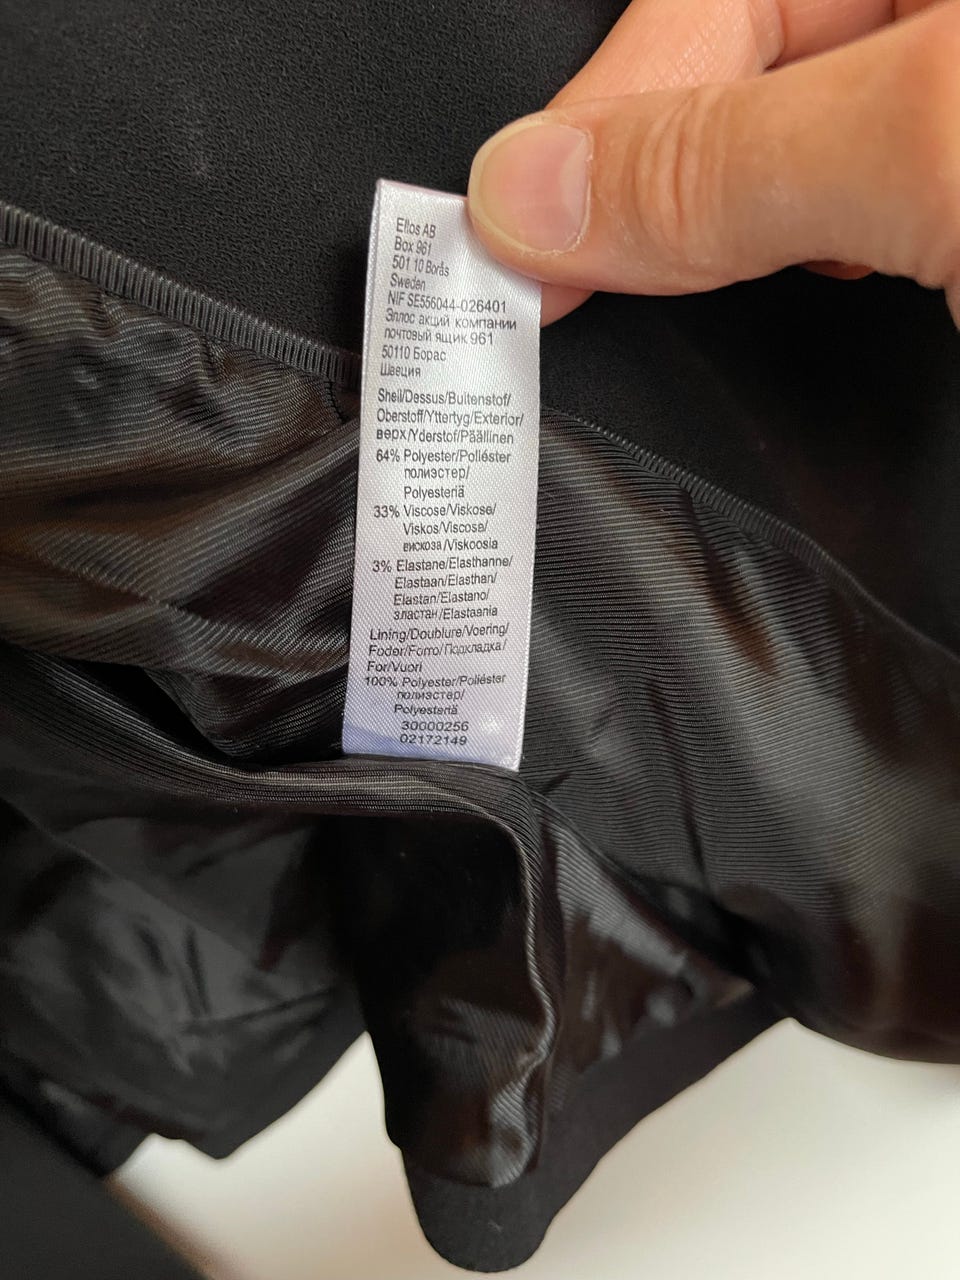 Ellos AB
Box 961
501 10 Borås
Sweden
NIF SE556044-026401
Эллос акций компании
почтовый ящик 961
50110 Борас
Швеция
Shell/Dessus/Buitenstof/
Oberstoff/Yttertyg/Exterior/
верх/Yderstof/Päällinen
64% Polyester/Poliéster
полиэстер/
Polyesteriä
33% Viscose/Viskose/
Viskos/Viscosa/
вискоза/Viskoosia
3% Elastane/Elasthanne/
Elastaan/Elasthan/
Elastan/Elastano/
эластан/Elastaania
Lining/Doublure/Voering/
Foder/Forro/Подкладка/
For/Vuori
100% Polyester/Poliéster
полиэстер/
Polyesteriä
30000256
02172149